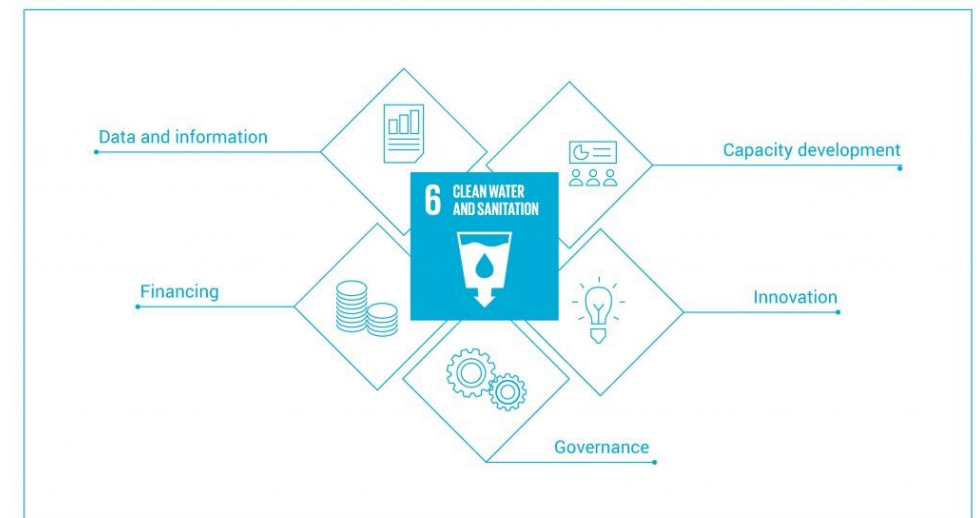 Data and information
Capacity development
6 CLEAN WATER
AND SANITATION
Financing
Innovation
Governance